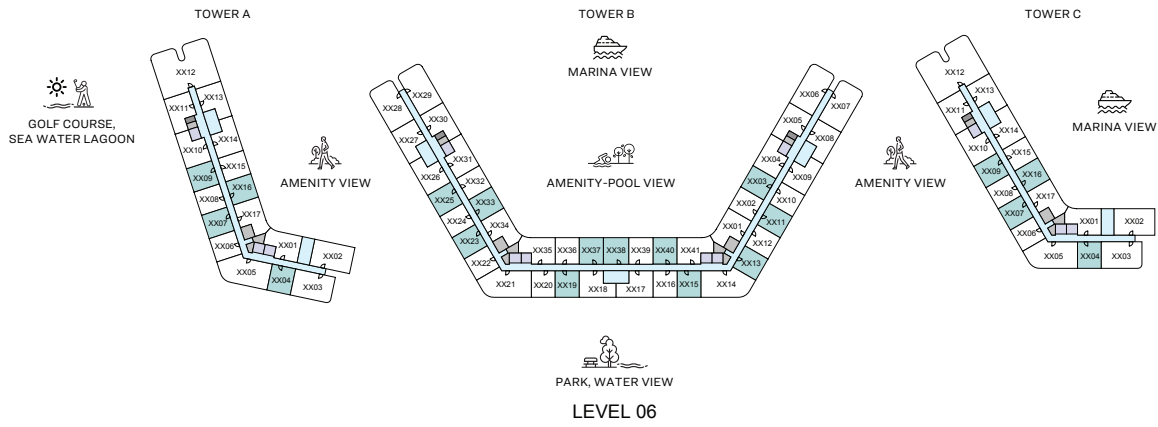 TOWER A
TOWER B
TOWER C
GOLF COURSE,
SEA WATER LAGOON
AMENITY VIEW
MARINA VIEW
AMENITY-POOL VIEW
AMENITY VIEW
MARINA VIEW
PARK, WATER VIEW
XX12
XX11
XX13
XX10
XX14
XX09
XX15
XX08
XX16
XX07
XX17
XX06
XX01
XX05
XX02
XX04
XX03
XX28
XX29
XX27
XX30
XX26
XX31
XX25
XX32
XX24
XX33
XX23
XX34
XX22
XX35
XX36
XX37
XX38
XX39
XX40
XX41
XX21
XX20
XX19
XX18
XX17
XX16
XX15
XX14
XX06
XX07
XX05
XX08
XX04
XX09
XX03
XX10
XX02
XX11
XX01
XX12
XX13
XX12
XX11
XX13
XX10
XX14
XX09
XX15
XX08
XX16
XX07
XX17
XX06
XX01
XX02
XX05
XX04
XX03
LEVEL 06